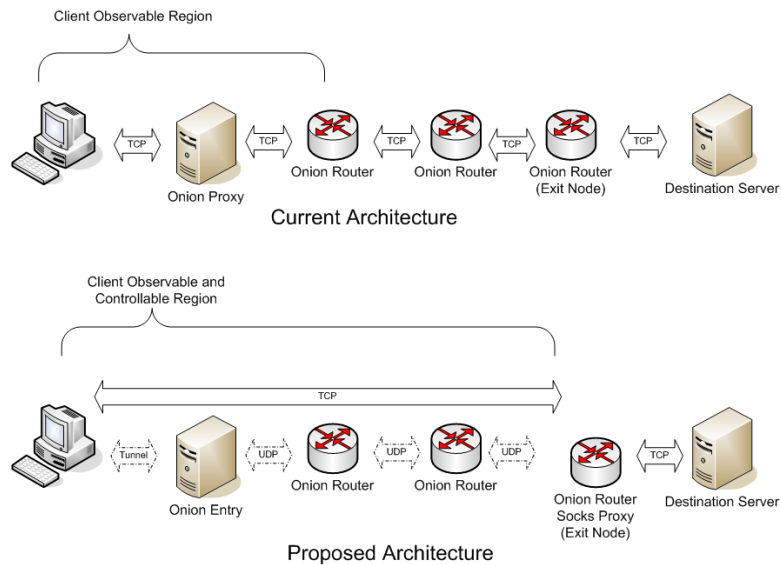 Client Observable Region
TCP
TCP
TCP
TCP
TCP
Onion Proxy
Onion Router
Onion Router
Onion Router
(Exit Node)
Destination Server
Current Architecture
Client Observable and
Controllable Region
TCP
Tunnel
UDP
UDP
UDP
TCP
Onion Entry
Onion Router
Onion Router
Onion Router
Socks Proxy
(Exit Node)
Destination Server
Proposed Architecture